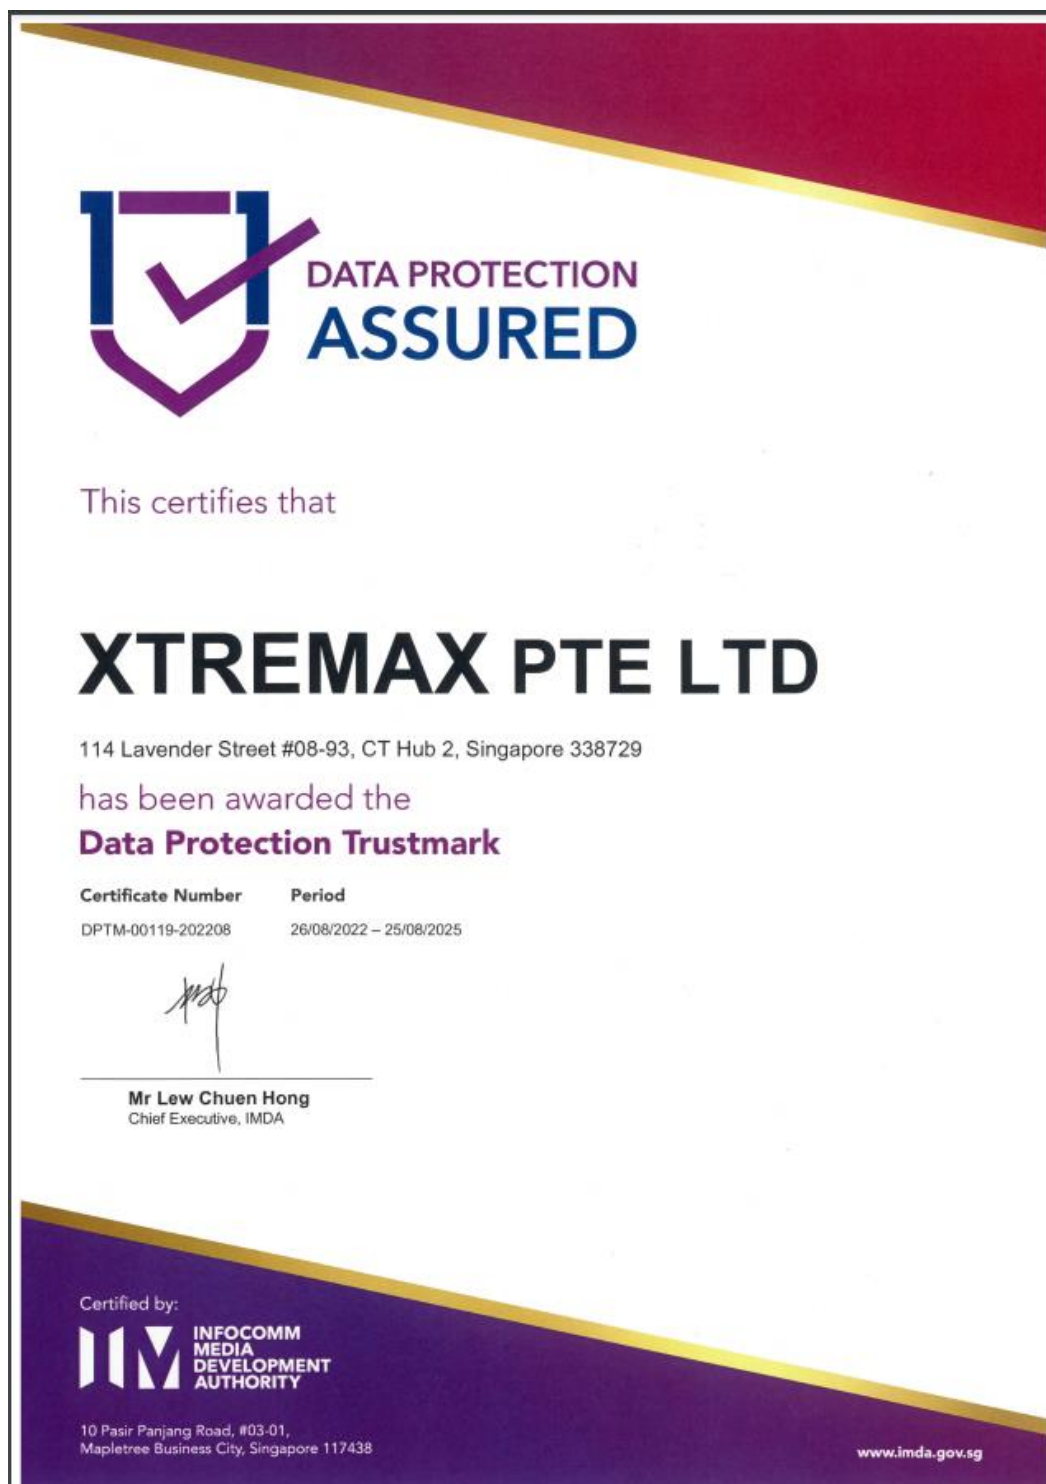 DATA PROTECTION
ASSURED
This certifies that
XTREMAX PTE LTD
114 Lavender Street #08-93, CT Hub 2, Singapore 338729
has been awarded the
Data Protection Trustmark
Certificate Number Period
DPTM-00119-202208 26/08/2022 – 25/08/2025
Mr Lew Chuen Hong
Chief Executive, IMDA
Certified by:
INFOCOMM
MEDIA
DEVELOPMENT
AUTHORITY
10 Pasir Panjang Road, #03-01,
Mapletree Business City, Singapore 117438
www.imda.gov.sg